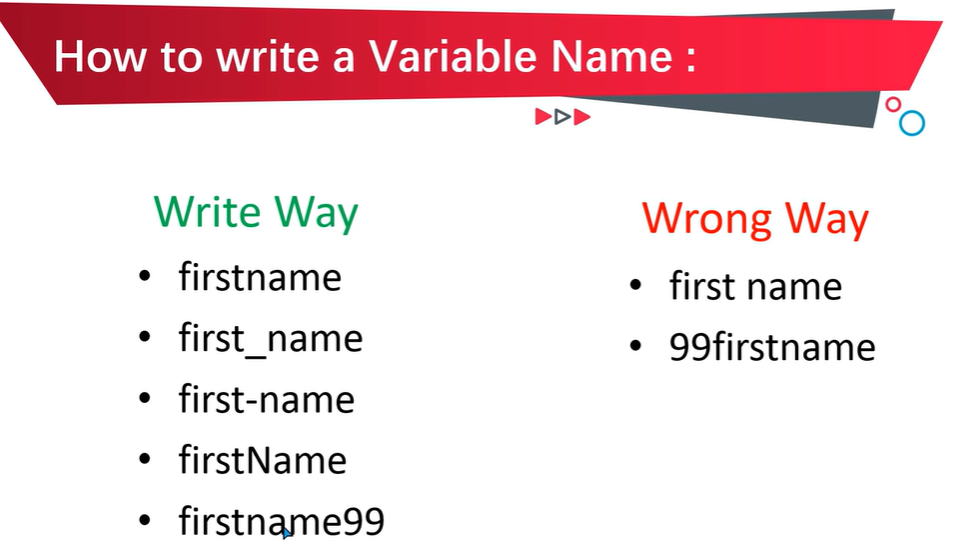 How to write a Variable Name :
Write Way
• firstname
• first_name
• first-name
• firstName
• firstname99
Wrong Way
• first name
• 99firstname